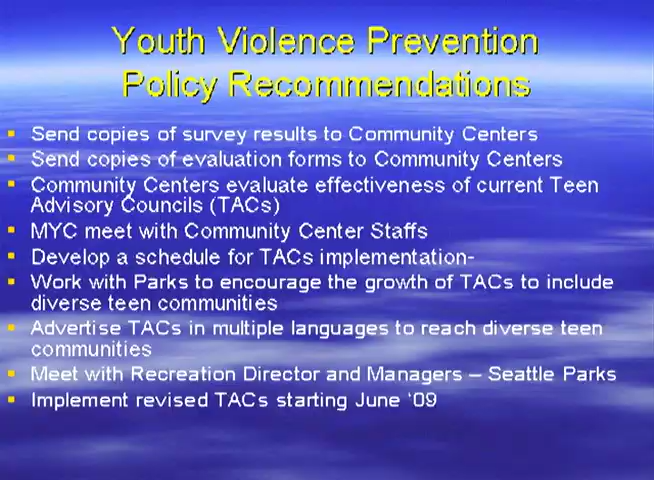 Youth Violence Prevention
Policy Recommendations
Send copies of survey results to Community Centers
Send copies of evaluation forms to Community Centers
Community Centers evaluate effectiveness of current Teen
Advisory Councils (TACs)
MYC meet with Community Center Staffs
Develop a schedule for TACs implementation-
Work with Parks to encourage the growth of TACs to include
diverse teen communities
Advertise TACs in multiple languages to reach diverse teen
communities
Meet with Recreation Director and Managers – Seattle Parks
Implement revised TACs starting June ‘09